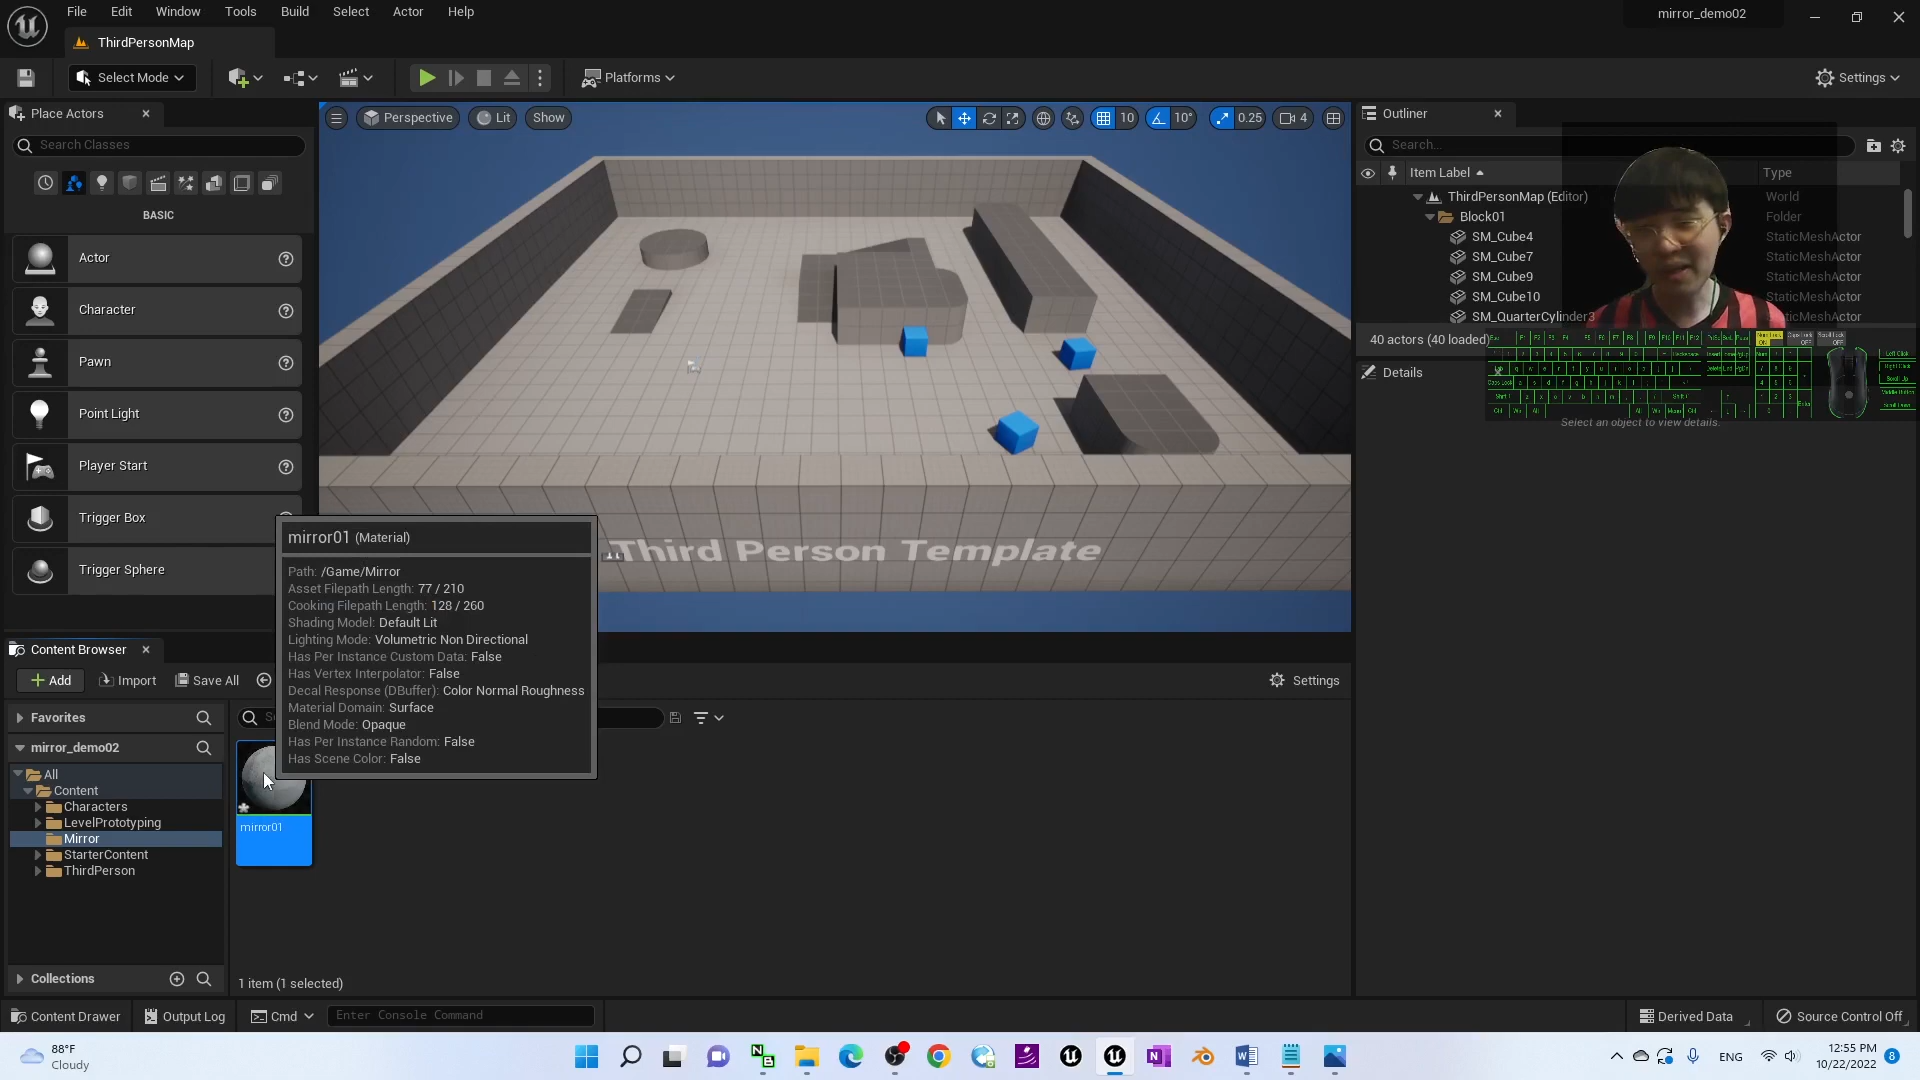 File Edit Window Tools Build Select Actor Help
mirror_demo02
ThirdPersonMap
Select Mode
Platforms
Settings
Place Actors
Search Classes
BASIC
Actor
Character
Pawn
Point Light
Player Start
Trigger Box
Trigger Sphere
Perspective Lit Show
10 10° 0.25 4
Third Person Template
Outliner
Search...
Item Label Type
ThirdPersonMap (Editor) World
Block01 Folder
SM_Cube4 StaticMeshActor
SM_Cube7 StaticMeshActor
SM_Cube9 StaticMeshActor
SM_Cube10 StaticMeshActor
SM_QuarterCylinder3 StaticMeshActor
40 actors (40 loaded)
Details
Select an object to view details.
mirror01 (Material)
Path: /Game/Mirror
Asset Filepath Length: 77 / 210
Cooking Filepath Length: 128 / 260
Shading Model: Default Lit
Lighting Mode: Volumetric Non Directional
Has Per Instance Custom Data: False
Has Vertex Interpolator: False
Decal Response (DBuffer): Color Normal Roughness
Material Domain: Surface
Blend Mode: Opaque
Has Per Instance Random: False
Has Scene Color: False
Content Browser
Add Import Save All
Settings
Favorites
mirror_demo02
All
Content
Characters
LevelPrototyping
Mirror
StarterContent
ThirdPerson
Collections
mirror01
1 item (1 selected)
Content Drawer Output Log Cmd Enter Console Command
Derived Data Source Control Off
88°F
Cloudy
ENG
12:55 PM
10/22/2022
8